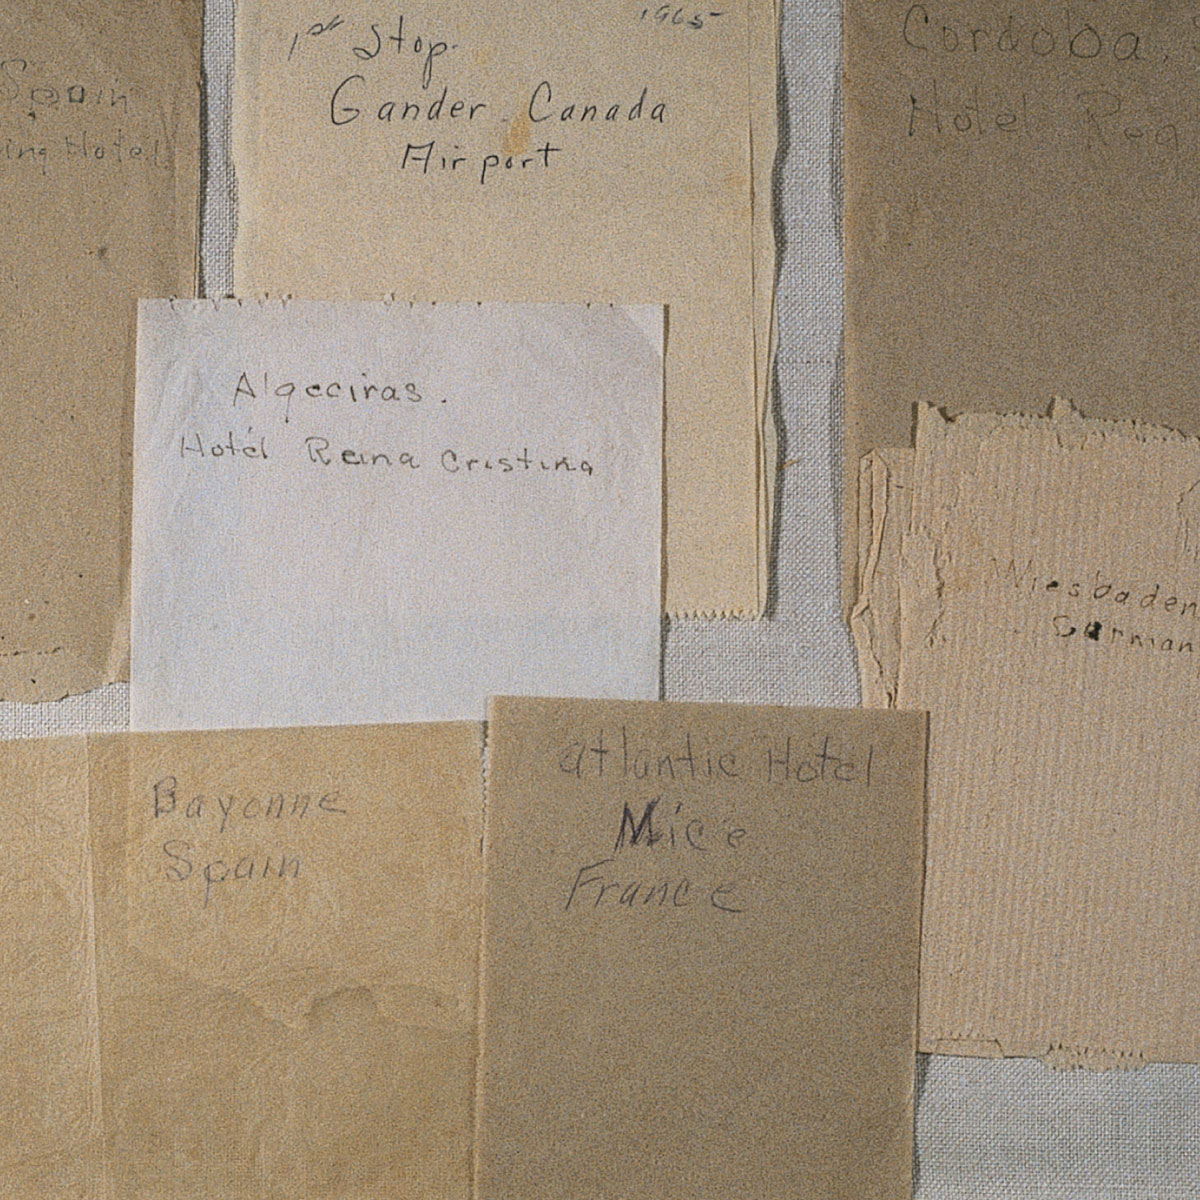 Spain
Hotel
1st Stop.
1965
Gander Canada
Airport
Cordoba,
Hotel
Algeciras.
Hotel Reina Cristina
Wiesbaden
Bayonne
Spain
Atlantic Hotel
Nice
France